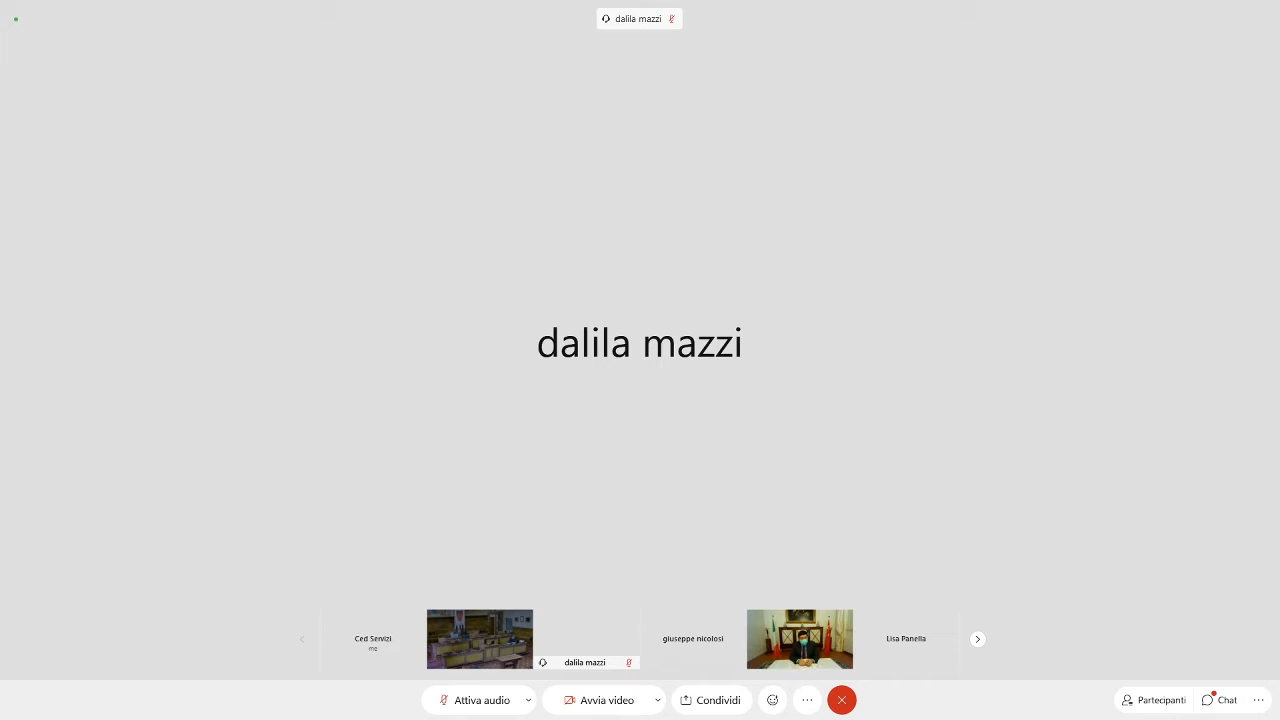 dalila mazzi
dalila mazzi
Ced Servizi
me
dalila mazzi
giuseppe nicolosi
Lisa Panella
Attiva audio
Avvia video
Condividi
Partecipanti
Chat